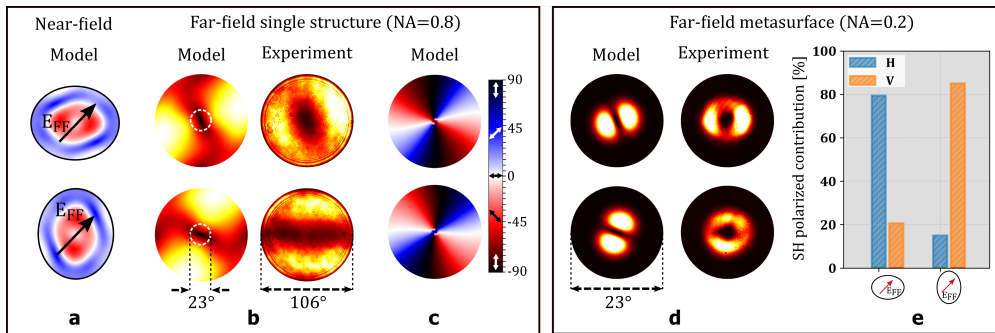 Near-field
Far-field single structure (NA=0.8)
Model
Model
Experiment
E_FF
E_FF
90
45
0
-45
-90
23°
106°
a
b
c
Far-field metasurface (NA=0.2)
Model
Experiment
23°
d
SH polarized contribution [%]
100
80
60
40
20
0
H
V
E_FF
E_FF
e